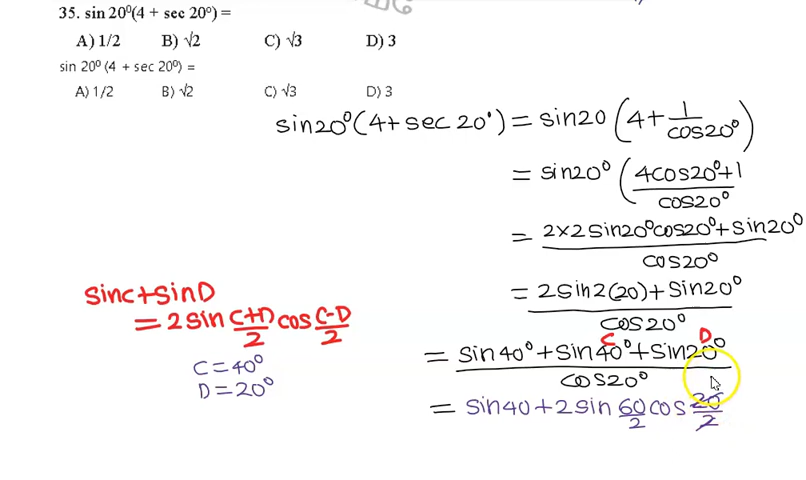 35. sin 20⁰(4 + sec 20⁰) =
A) 1/2 B) √2 C) √3 D) 3
sin 20⁰ (4 + sec 20⁰) =
A) 1/2 B) √2 C) √3 D) 3
sin20⁰(4+sec 20°) = sin20 (4+1/cos20⁰)
= sin20⁰ (4cos20⁰+1/cos20⁰
= 2×2sin20⁰cos20⁰+sin20⁰/cos20⁰
= 2sin2(20)+sin20⁰/cos20⁰
sinc+sinD
= 2 sin C+D/2 cos C-D/2
C = 40⁰
D = 20⁰
C D
= sin40⁰+sin40⁰+sin20⁰/cos20⁰
= sin40+2sin 60/2 cos 20/2